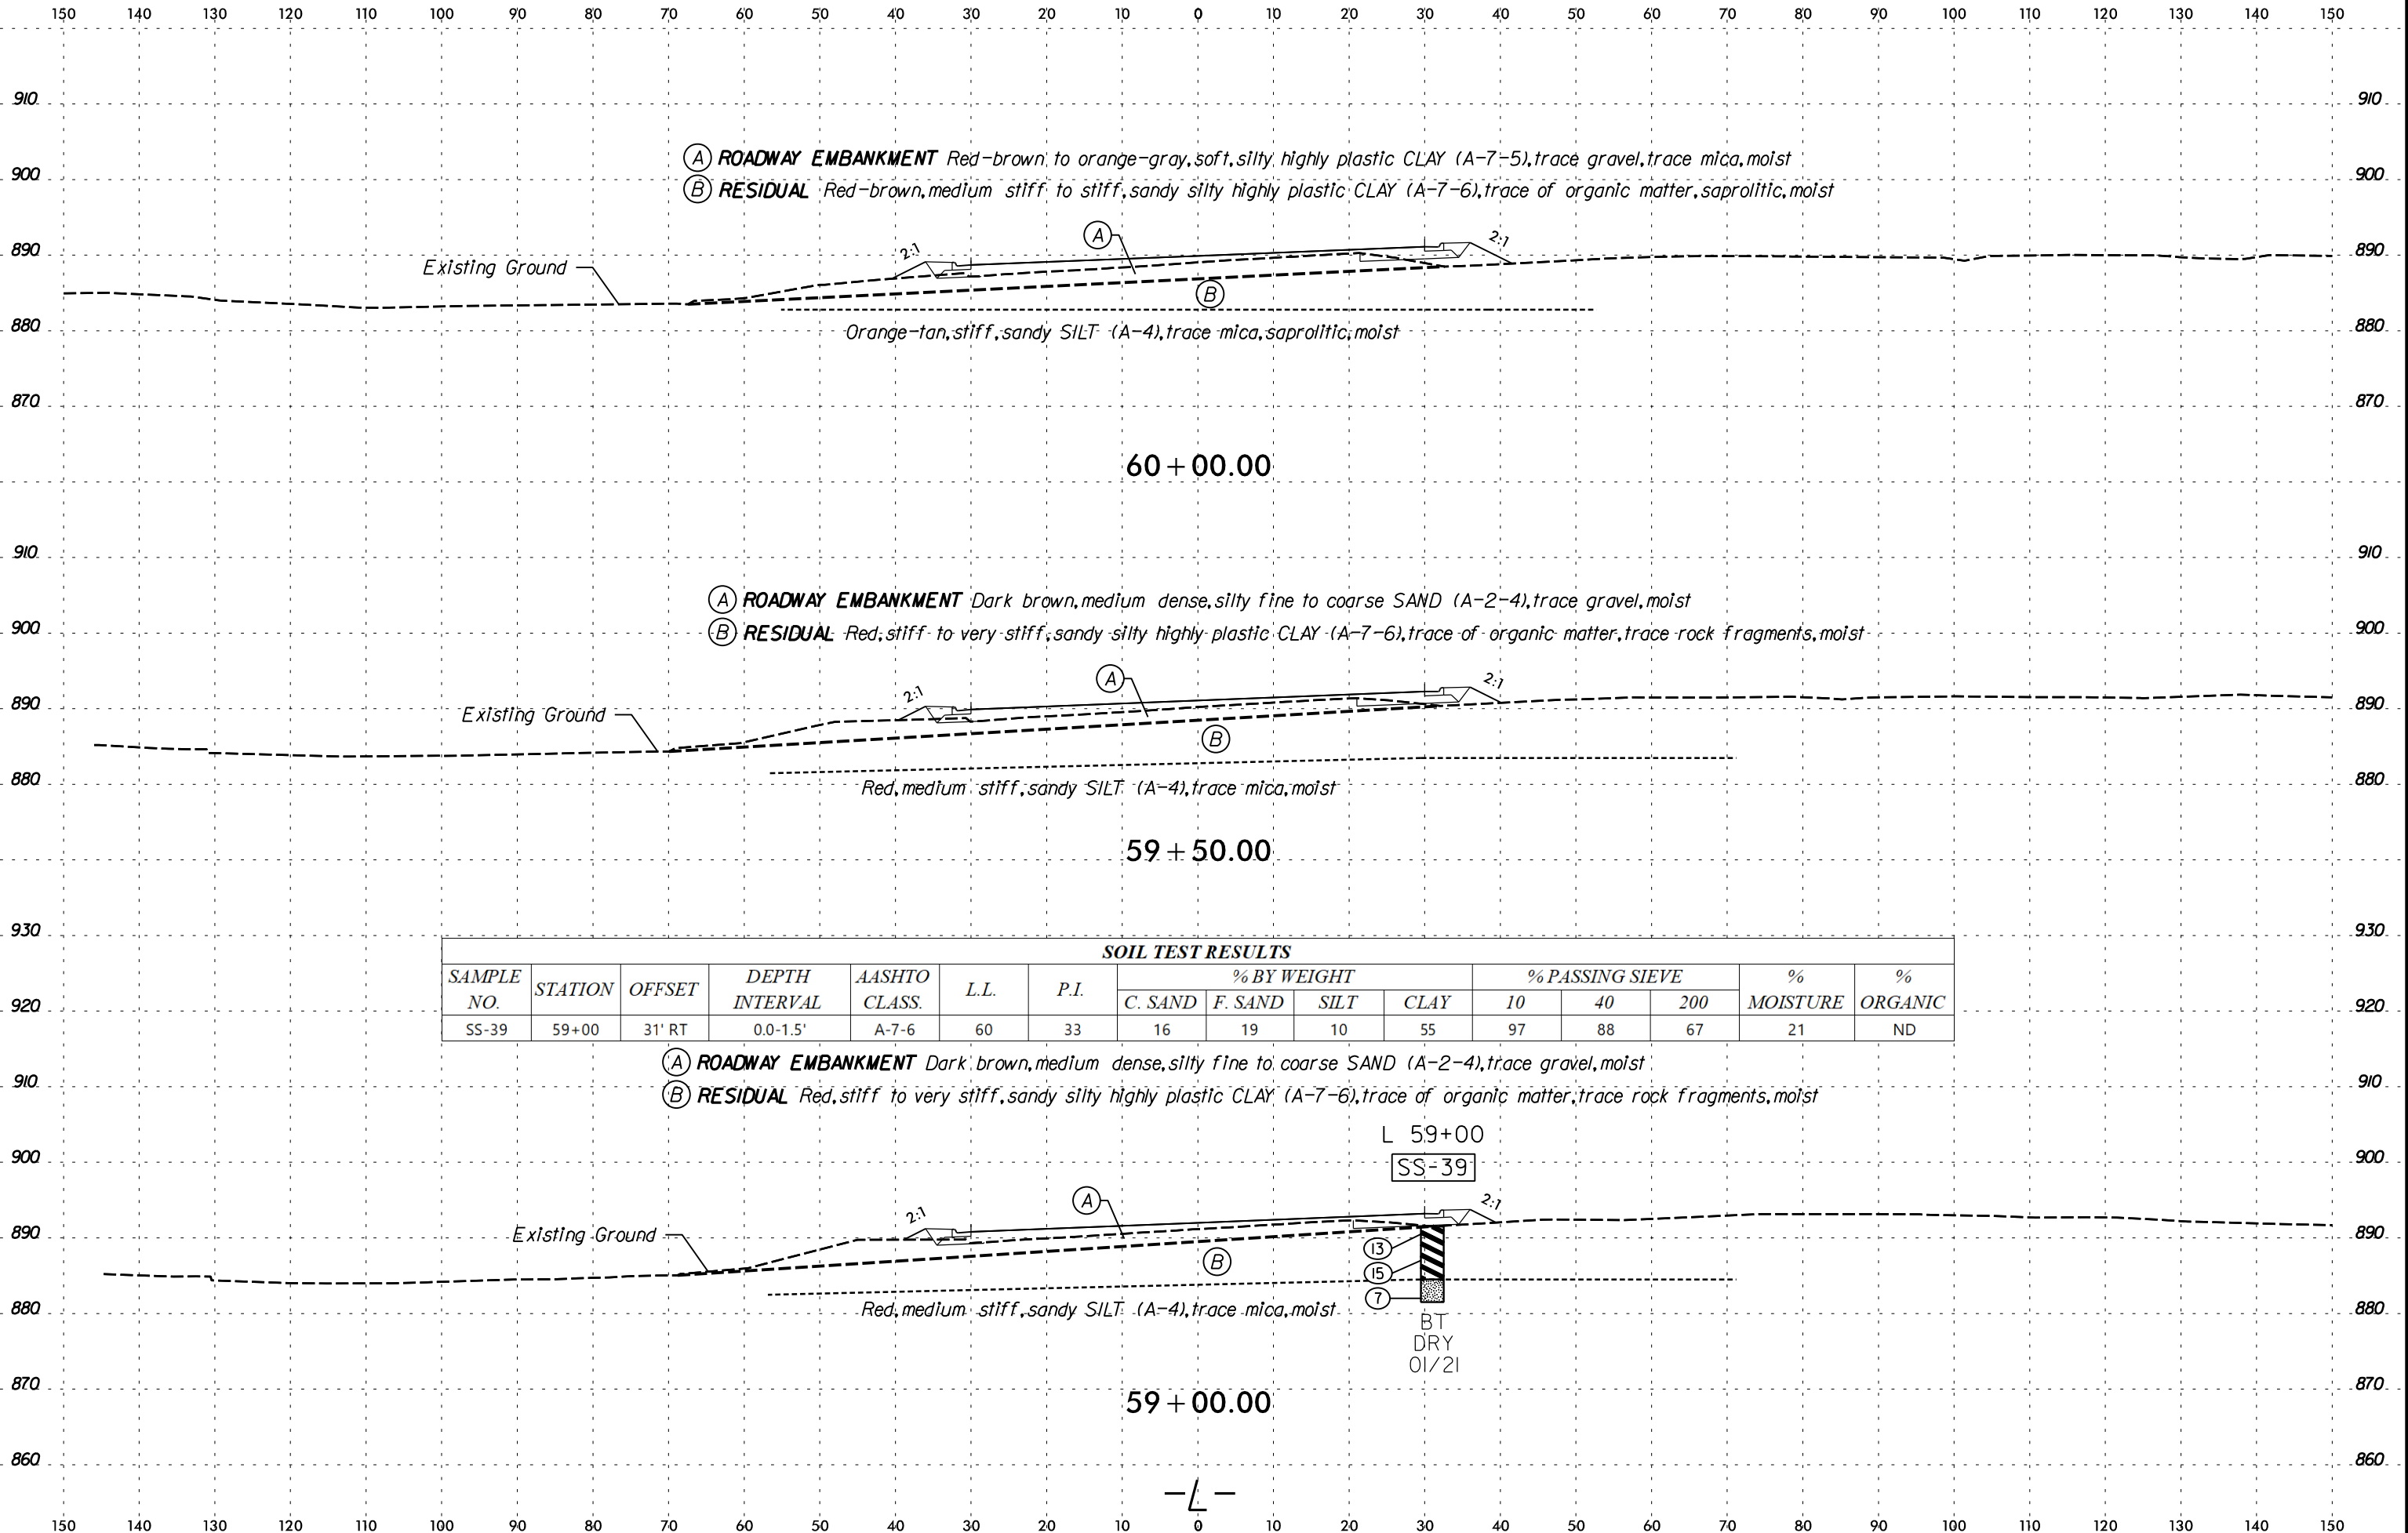 150 140 130 120 110 100 90 80 70 60 50 40 30 20 10 0 10 20 30 40 50 60 70 80 90 100 110 120 130 140 150
910 910
(A) ROADWAY EMBANKMENT Red-brown to orange-gray, soft, silty highly plastic CLAY (A-7-5), trace gravel, trace mica, moist
900 900
(B) RESIDUAL Red-brown, medium stiff to stiff, sandy silty highly plastic CLAY (A-7-6), trace of organic matter, saprolitic, moist
A
2:1 2:1
890 890
Existing Ground
B
880 880
Orange-tan, stiff, sandy SILT (A-4), trace mica, saprolitic, moist
870 870
60+00.00
910 910
(A) ROADWAY EMBANKMENT Dark brown, medium dense, silty fine to coarse SAND (A-2-4), trace gravel, moist
900 900
(B) RESIDUAL Red, stiff to very stiff, sandy silty highly plastic CLAY (A-7-6), trace of organic matter, trace rock fragments, moist
A
2:1 2:1
890 890
Existing Ground
B
880 880
Red, medium stiff, sandy SILT (A-4), trace mica, moist
59+50.00
930 930
SOIL TEST RESULTS
SAMPLE NO. STATION OFFSET DEPTH INTERVAL AASHTO CLASS. L.L. P.I. % BY WEIGHT % PASSING SIEVE % MOISTURE % ORGANIC
C. SAND F. SAND SILT CLAY 10 40 200
920 920
SS-39 59+00 31' RT 0.0-1.5' A-7-6 60 33 16 19 10 55 97 88 67 21 ND
(A) ROADWAY EMBANKMENT Dark brown, medium dense, silty fine to coarse SAND (A-2-4), trace gravel, moist
910 910
(B) RESIDUAL Red, stiff to very stiff, sandy silty highly plastic CLAY (A-7-6), trace of organic matter, trace rock fragments, moist
L 59+00
900 900
SS-39
A
2:1 2:1
890 890
Existing Ground
13
B
15
7
880 880
Red, medium stiff, sandy SILT (A-4), trace mica, moist
BT
DRY
01/21
870 870
59+00.00
860 860
-L-
150 140 130 120 110 100 90 80 70 60 50 40 30 20 10 0 10 20 30 40 50 60 70 80 90 100 110 120 130 140 150